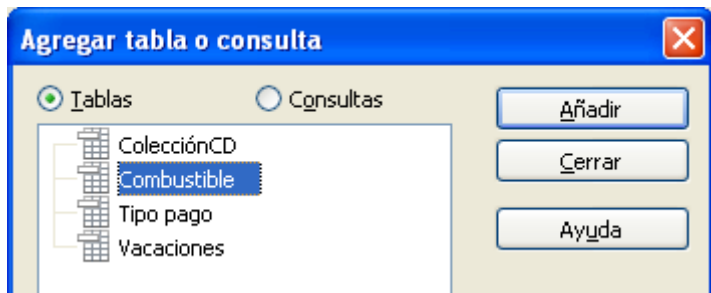 Agregar tabla o consulta
Tablas Consultas
Añadir
ColecciónCD
Combustible
Cerrar
Tipo pago
Vacaciones
Ayuda